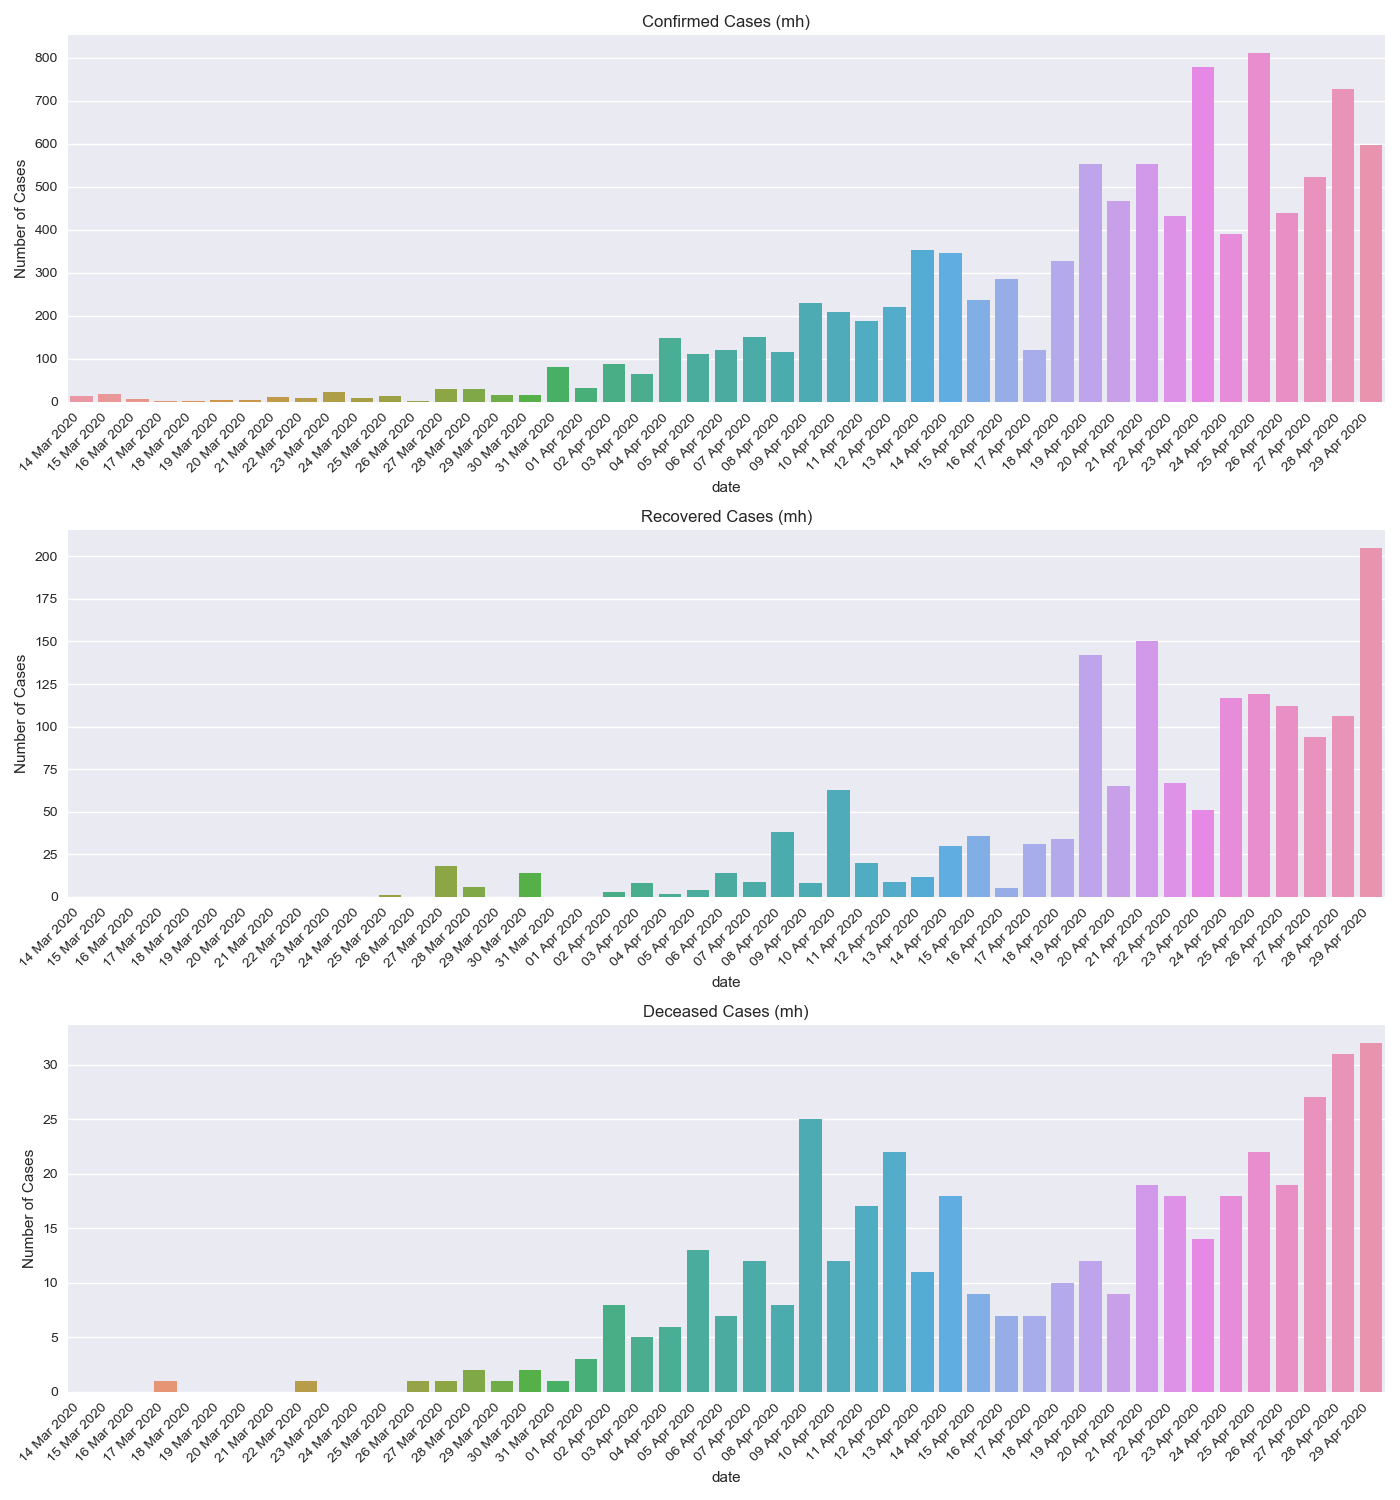 Confirmed Cases (mh)
Number of Cases
800
700
600
500
400
300
200
100
0
14 Mar 2020
15 Mar 2020
16 Mar 2020
17 Mar 2020
18 Mar 2020
19 Mar 2020
20 Mar 2020
21 Mar 2020
22 Mar 2020
23 Mar 2020
24 Mar 2020
25 Mar 2020
26 Mar 2020
27 Mar 2020
28 Mar 2020
29 Mar 2020
30 Mar 2020
31 Mar 2020
01 Apr 2020
02 Apr 2020
03 Apr 2020
04 Apr 2020
05 Apr 2020
06 Apr 2020
07 Apr 2020
08 Apr 2020
09 Apr 2020
10 Apr 2020
11 Apr 2020
12 Apr 2020
13 Apr 2020
14 Apr 2020
15 Apr 2020
16 Apr 2020
17 Apr 2020
18 Apr 2020
19 Apr 2020
20 Apr 2020
21 Apr 2020
22 Apr 2020
23 Apr 2020
24 Apr 2020
25 Apr 2020
26 Apr 2020
27 Apr 2020
28 Apr 2020
29 Apr 2020
date
Recovered Cases (mh)
Number of Cases
200
175
150
125
100
75
50
25
0
14 Mar 2020
15 Mar 2020
16 Mar 2020
17 Mar 2020
18 Mar 2020
19 Mar 2020
20 Mar 2020
21 Mar 2020
22 Mar 2020
23 Mar 2020
24 Mar 2020
25 Mar 2020
26 Mar 2020
27 Mar 2020
28 Mar 2020
29 Mar 2020
30 Mar 2020
31 Mar 2020
01 Apr 2020
02 Apr 2020
03 Apr 2020
04 Apr 2020
05 Apr 2020
06 Apr 2020
07 Apr 2020
08 Apr 2020
09 Apr 2020
10 Apr 2020
11 Apr 2020
12 Apr 2020
13 Apr 2020
14 Apr 2020
15 Apr 2020
16 Apr 2020
17 Apr 2020
18 Apr 2020
19 Apr 2020
20 Apr 2020
21 Apr 2020
22 Apr 2020
23 Apr 2020
24 Apr 2020
25 Apr 2020
26 Apr 2020
27 Apr 2020
28 Apr 2020
29 Apr 2020
date
Deceased Cases (mh)
Number of Cases
30
25
20
15
10
5
0
14 Mar 2020
15 Mar 2020
16 Mar 2020
17 Mar 2020
18 Mar 2020
19 Mar 2020
20 Mar 2020
21 Mar 2020
22 Mar 2020
23 Mar 2020
24 Mar 2020
25 Mar 2020
26 Mar 2020
27 Mar 2020
28 Mar 2020
29 Mar 2020
30 Mar 2020
31 Mar 2020
01 Apr 2020
02 Apr 2020
03 Apr 2020
04 Apr 2020
05 Apr 2020
06 Apr 2020
07 Apr 2020
08 Apr 2020
09 Apr 2020
10 Apr 2020
11 Apr 2020
12 Apr 2020
13 Apr 2020
14 Apr 2020
15 Apr 2020
16 Apr 2020
17 Apr 2020
18 Apr 2020
19 Apr 2020
20 Apr 2020
21 Apr 2020
22 Apr 2020
23 Apr 2020
24 Apr 2020
25 Apr 2020
26 Apr 2020
27 Apr 2020
28 Apr 2020
29 Apr 2020
date